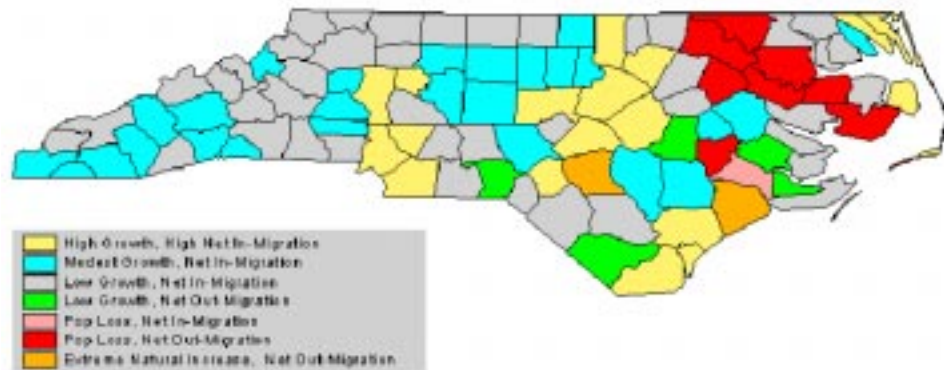 High Growth, High Net In-Migration
Modest Growth, Net In-Migration
Low Growth, Net In-Migration
Low Growth, Net Out-Migration
Pop Loss, Net In-Migration
Pop Loss, Net Out-Migration
Extreme Natural Increase, Net Out-Migration